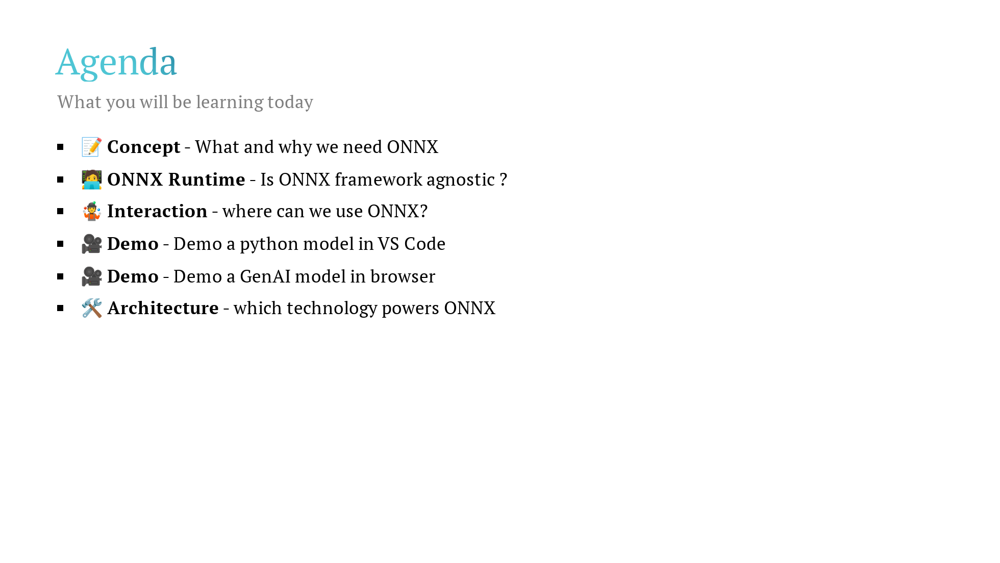 Agenda
What you will be learning today
▪ 📝 Concept - What and why we need ONNX
▪ 🧑‍💻 ONNX Runtime - Is ONNX framework agnostic ?
▪ 🤹 Interaction - where can we use ONNX?
▪ 🎥 Demo - Demo a python model in VS Code
▪ 🎥 Demo - Demo a GenAI model in browser
▪ 🛠️ Architecture - which technology powers ONNX